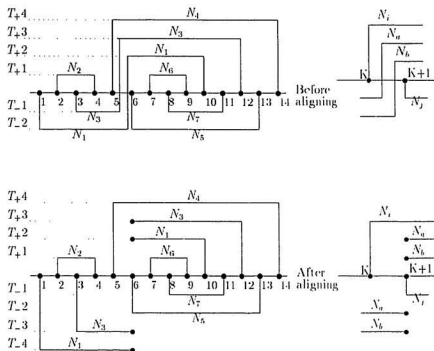 T+4 N4
T+3 N3 Ni
T+2 N1 Na
T+1 N2 N6 Nb
Before K K+1
1 2 3 4 5 6 7 8 9 10 11 12 13 14 aligning
T-1 N3 N7 Nj
T-2 N1 N5
T+4 N4
T+3 N3 Ni
T+2 N1 Na
T+1 N2 N6 Nb
After K K+1
1 2 3 4 5 6 7 8 9 10 11 12 13 14 aligning
T-1 N7
T-2 N5 Na
T-3 N3 Nb
T-4 N1